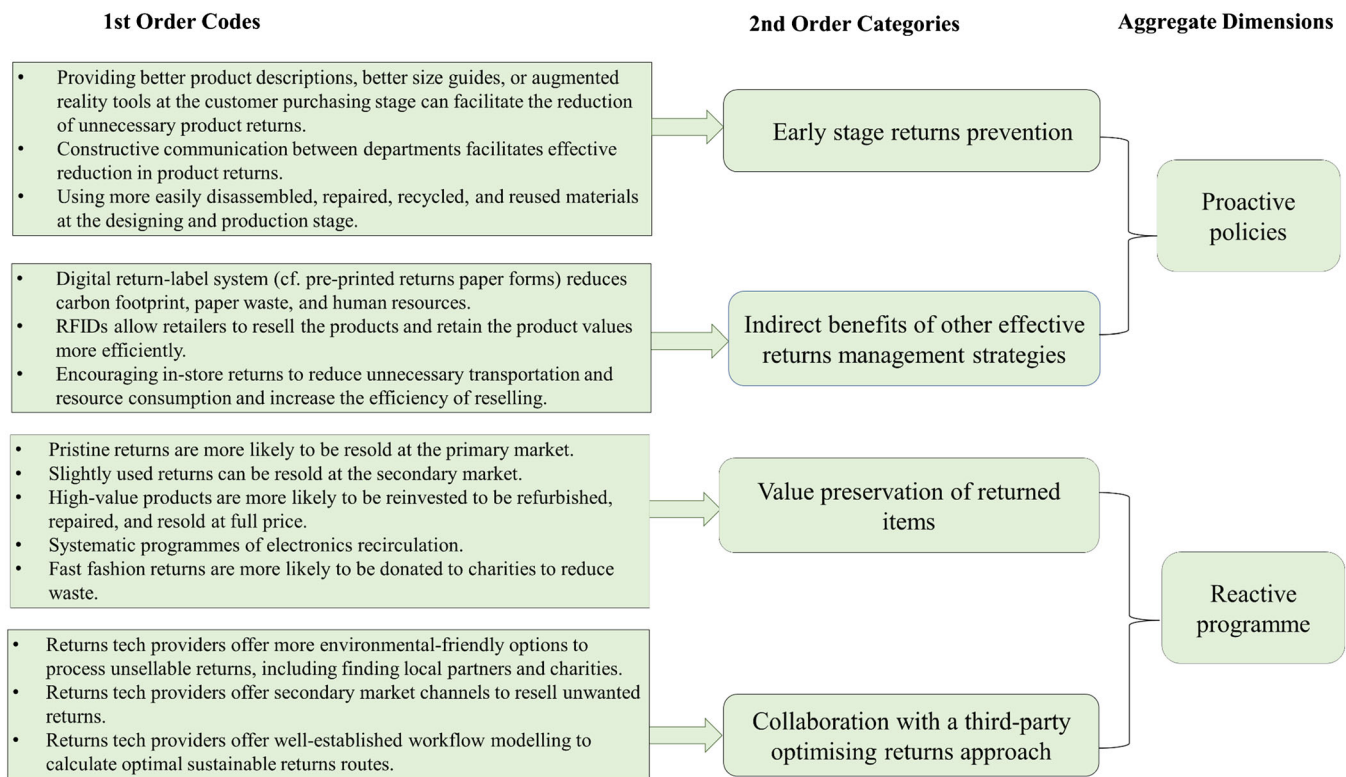 1st Order Codes
2nd Order Categories
Aggregate Dimensions
• Providing better product descriptions, better size guides, or augmented
reality tools at the customer purchasing stage can facilitate the reduction
of unnecessary product returns.
• Constructive communication between departments facilitates effective
reduction in product returns.
• Using more easily disassembled, repaired, recycled, and reused materials
at the designing and production stage.
Early stage returns prevention
Proactive
policies
• Digital return-label system (cf. pre-printed returns paper forms) reduces
carbon footprint, paper waste, and human resources.
• RFIDs allow retailers to resell the products and retain the product values
more efficiently.
• Encouraging in-store returns to reduce unnecessary transportation and
resource consumption and increase the efficiency of reselling.
Indirect benefits of other effective
returns management strategies
• Pristine returns are more likely to be resold at the primary market.
• Slightly used returns can be resold at the secondary market.
• High-value products are more likely to be reinvested to be refurbished,
repaired, and resold at full price.
• Systematic programmes of electronics recirculation.
• Fast fashion returns are more likely to be donated to charities to reduce
waste.
Value preservation of returned
items
Reactive
programme
• Returns tech providers offer more environmental-friendly options to
process unsellable returns, including finding local partners and charities.
• Returns tech providers offer secondary market channels to resell unwanted
returns.
• Returns tech providers offer well-established workflow modelling to
calculate optimal sustainable returns routes.
Collaboration with a third-party
optimising returns approach